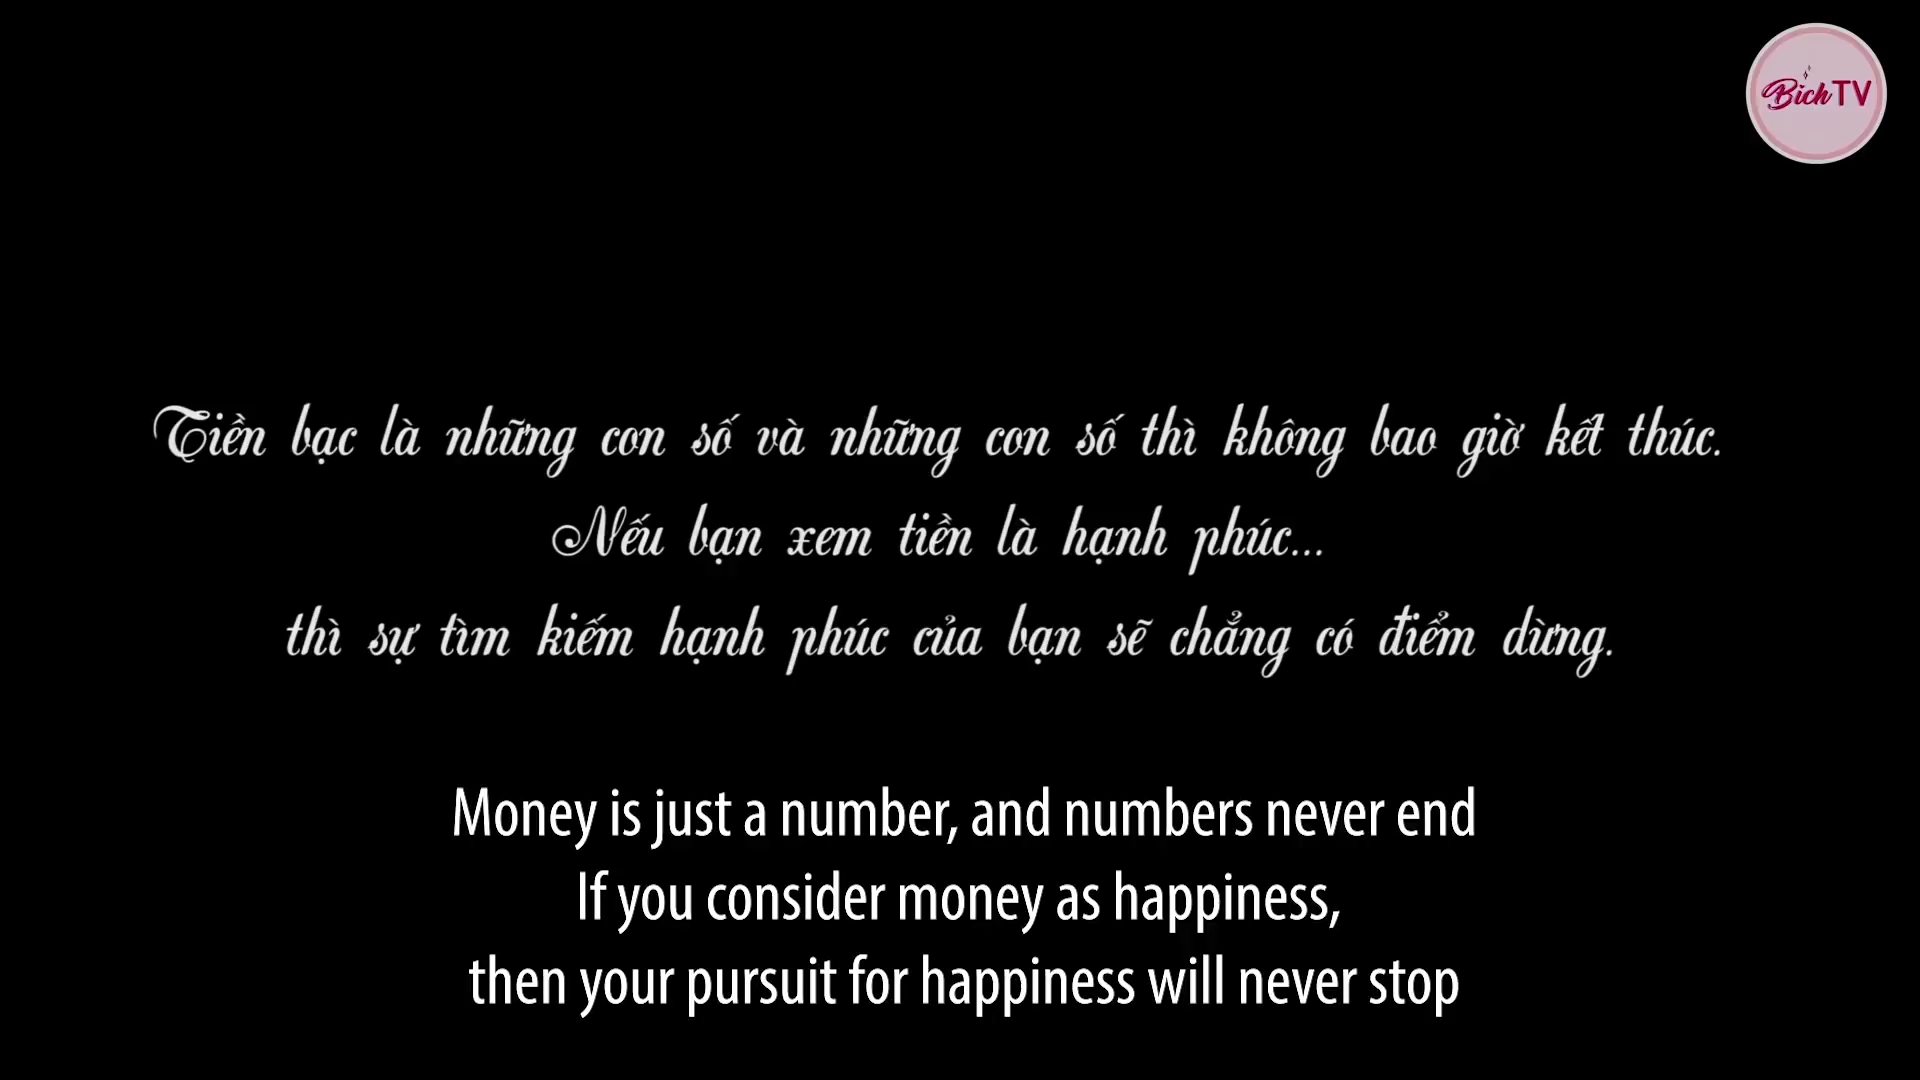 Bich TV
Tiền bạc là những con số và những con số thì không bao giờ kết thúc.
Nếu bạn xem tiền là hạnh phúc...
thì sự tìm kiếm hạnh phúc của bạn sẽ chẳng có điểm dừng.
Money is just a number, and numbers never end
If you consider money as happiness,
then your pursuit for happiness will never stop